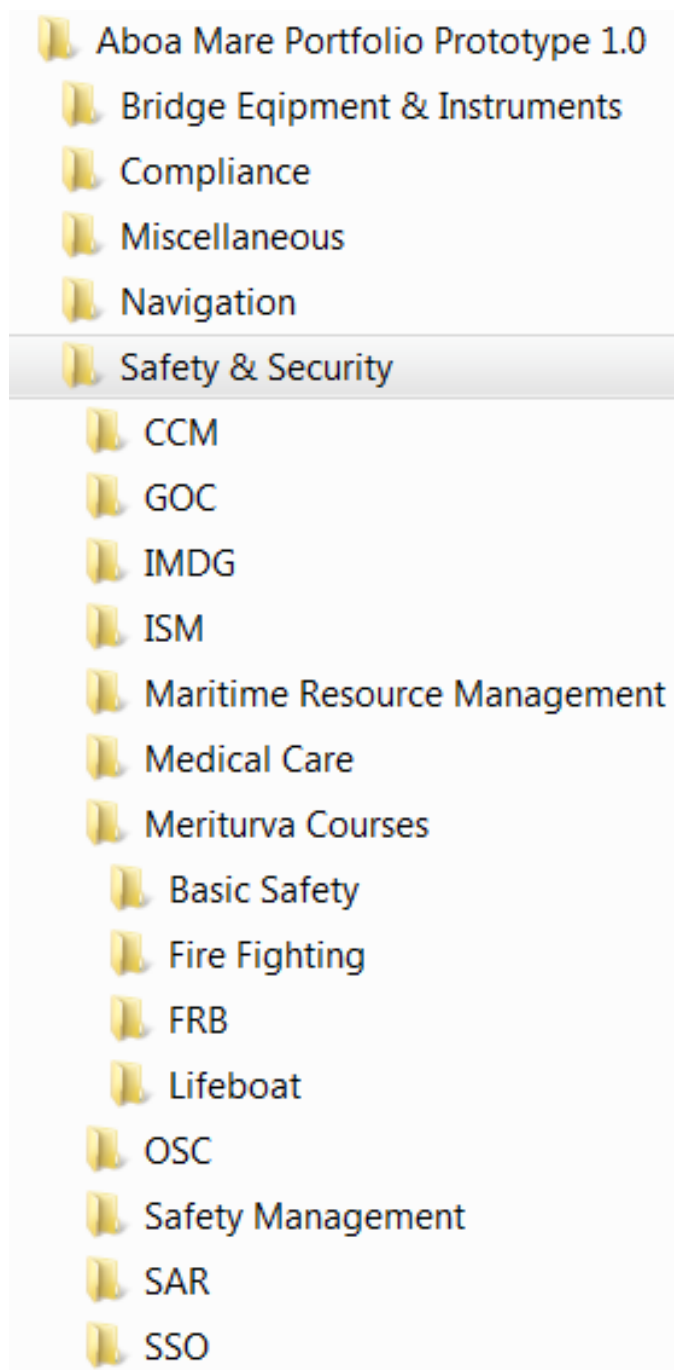 Aboa Mare Portfolio Prototype 1.0
Bridge Eqipment & Instruments
Compliance
Miscellaneous
Navigation
Safety & Security
CCM
GOC
IMDG
ISM
Maritime Resource Management
Medical Care
Meriturva Courses
Basic Safety
Fire Fighting
FRB
Lifeboat
OSC
Safety Management
SAR
SSO